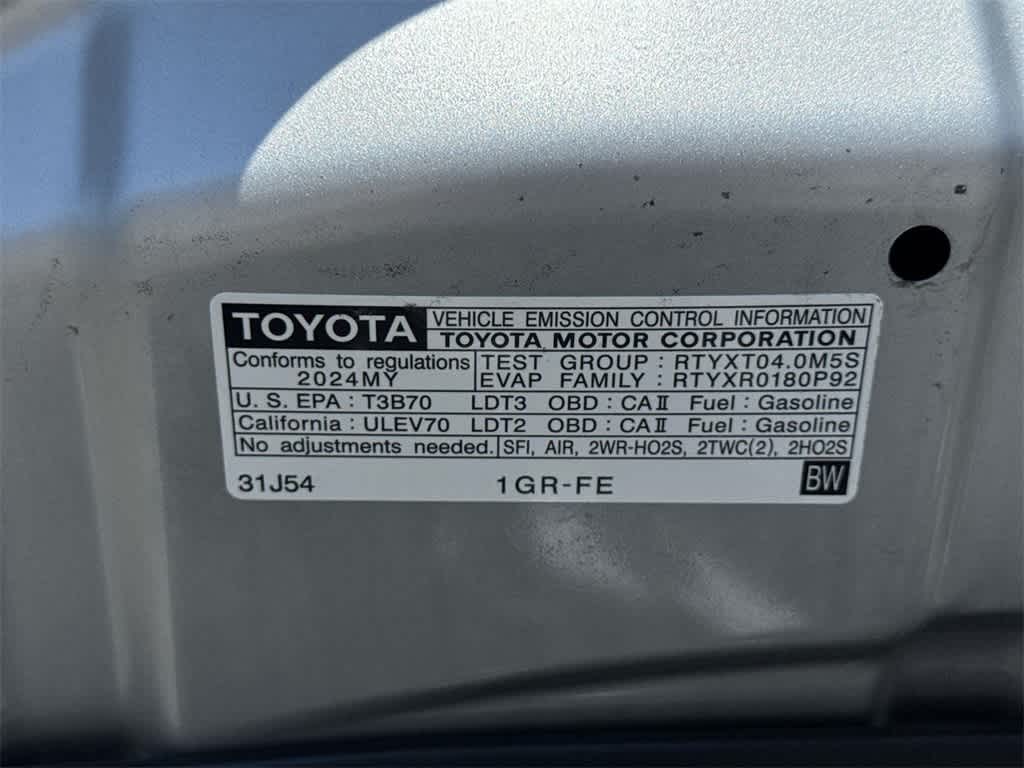 TOYOTA VEHICLE EMISSION CONTROL INFORMATION
TOYOTA MOTOR CORPORATION
Conforms to regulations TEST GROUP : RTYXT04.0M5S
2024MY EVAP FAMILY : RTYXR0180P92
U. S. EPA : T3B70 LDT3 OBD : CAⅡ Fuel : Gasoline
California : ULEV70 LDT2 OBD : CAⅡ Fuel : Gasoline
No adjustments needed. SFI, AIR, 2WR-HO2S, 2TWC(2), 2HO2S
31J54 1GR-FE BW